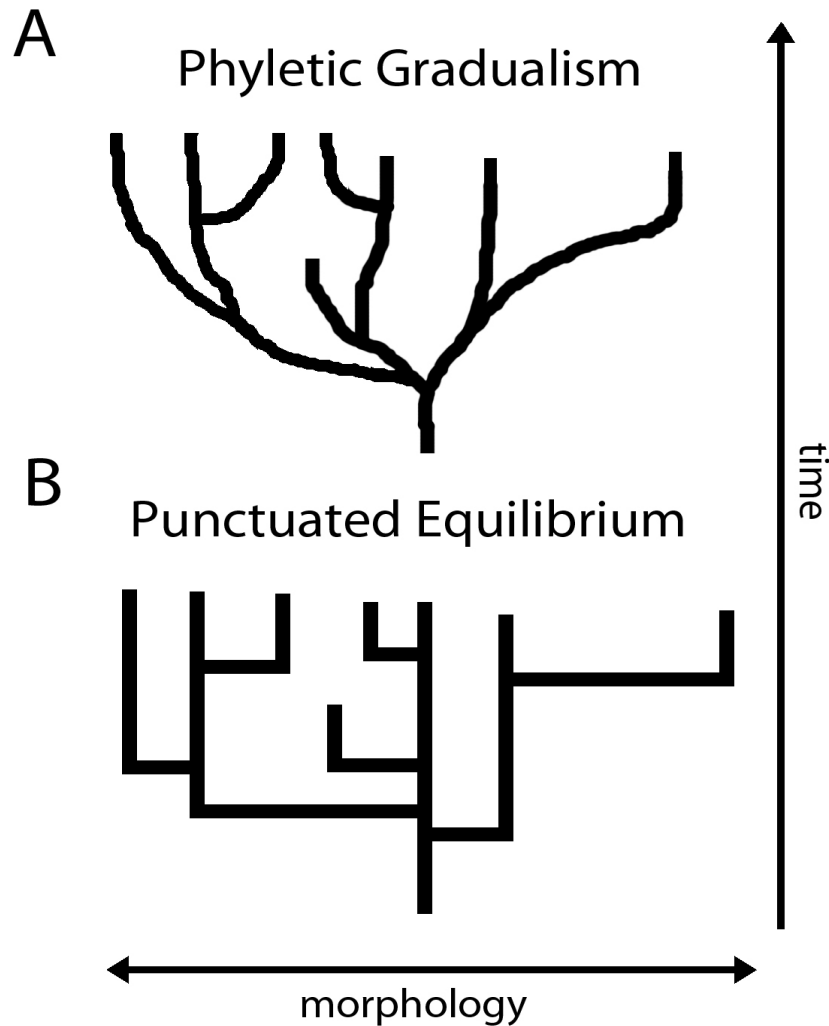 A
Phyletic Gradualism
time
B
Punctuated Equilibrium
morphology